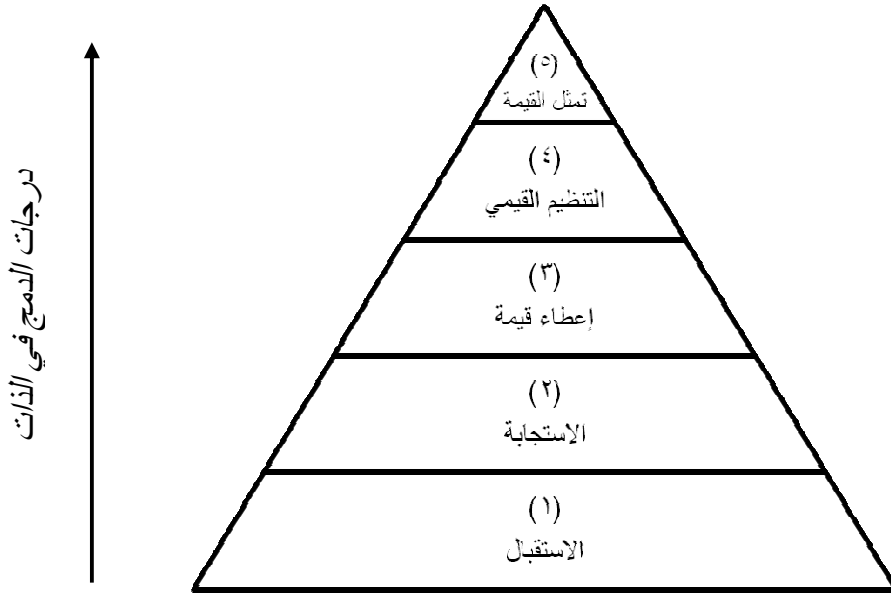 (٥)
تمثل القيمة
(٤)
التنظيم القيمي
(٣)
إعطاء قيمة
(٢)
الاستجابة
(١)
الاستقبال
درجات الدمج في الذات